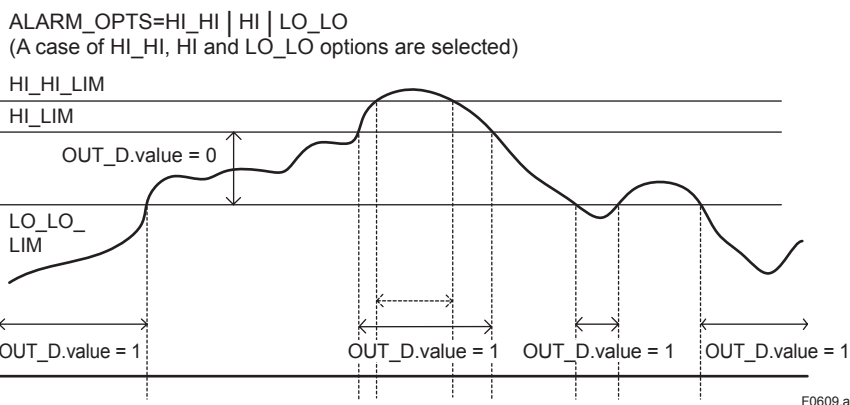 ALARM_OPTS=HI_HI | HI | LO_LO
(A case of HI_HI, HI and LO_LO options are selected)
HI_HI_LIM
HI_LIM
OUT_D.value = 0
LO_LO_
LIM
OUT_D.value = 1
OUT_D.value = 1
OUT_D.value = 1
OUT_D.value = 1
F0609.ai